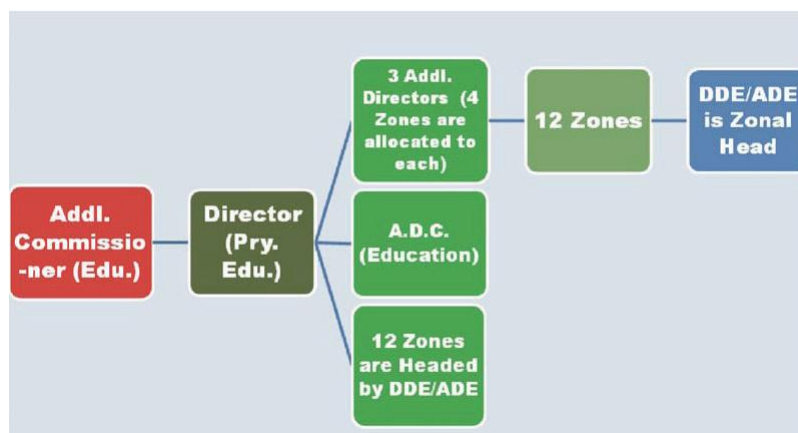 Addl.
Commissio
-ner (Edu.)
Director
(Pry.
Edu.)
3 Addl.
Directors (4
Zones are
allocated to
each)
12 Zones
DDE/ADE
is Zonal
Head
A.D.C.
(Education)
12 Zones
are Headed
by DDE/ADE